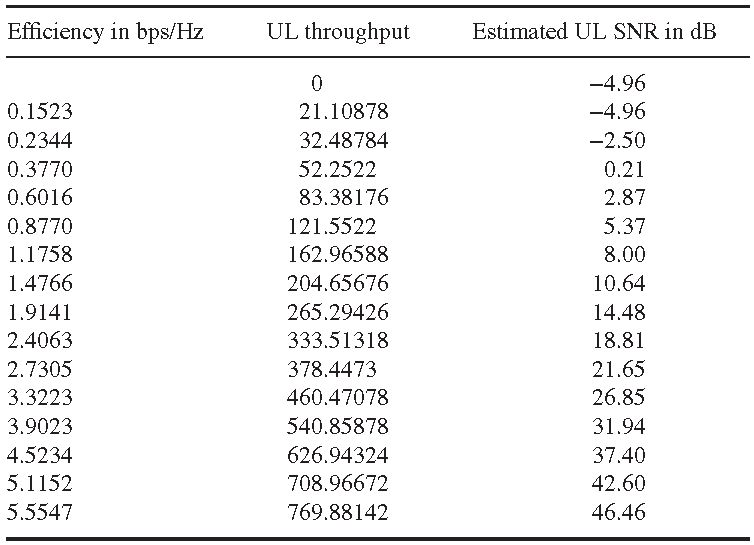 Efficiency in bps/Hz UL throughput Estimated UL SNR in dB
0 −4.96
0.1523 21.10878 −4.96
0.2344 32.48784 −2.50
0.3770 52.2522 0.21
0.6016 83.38176 2.87
0.8770 121.5522 5.37
1.1758 162.96588 8.00
1.4766 204.65676 10.64
1.9141 265.29426 14.48
2.4063 333.51318 18.81
2.7305 378.4473 21.65
3.3223 460.47078 26.85
3.9023 540.85878 31.94
4.5234 626.94324 37.40
5.1152 708.96672 42.60
5.5547 769.88142 46.46